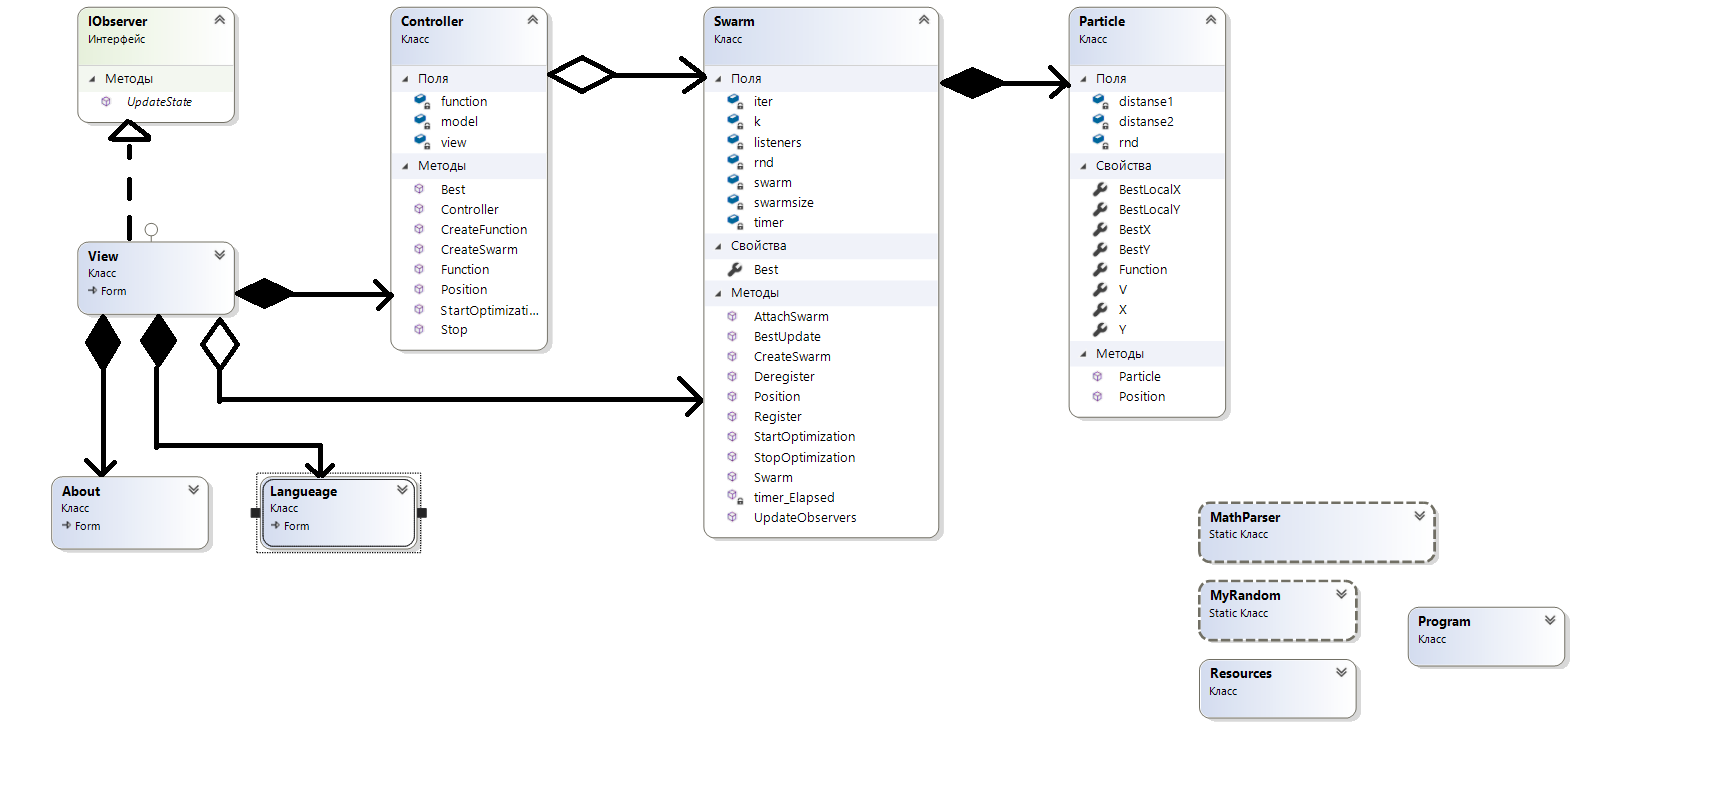 IObserver
Интерфейс
Методы
UpdateState
View
Класс
Form
About
Класс
Form
Langueage
Класс
Form
Controller
Класс
Поля
function
model
view
Методы
Best
Controller
CreateFunction
CreateSwarm
Function
Position
StartOptimizati...
Stop
Swarm
Класс
Поля
iter
k
listeners
rnd
swarm
swarmsize
timer
Свойства
Best
Методы
AttachSwarm
BestUpdate
CreateSwarm
Deregister
Position
Register
StartOptimization
StopOptimization
Swarm
timer_Elapsed
UpdateObservers
Particle
Класс
Поля
distanse1
distanse2
rnd
Свойства
BestLocalX
BestLocalY
BestX
BestY
Function
V
X
Y
Методы
Particle
Position
MathParser
Static Класс
MyRandom
Static Класс
Resources
Класс
Program
Класс